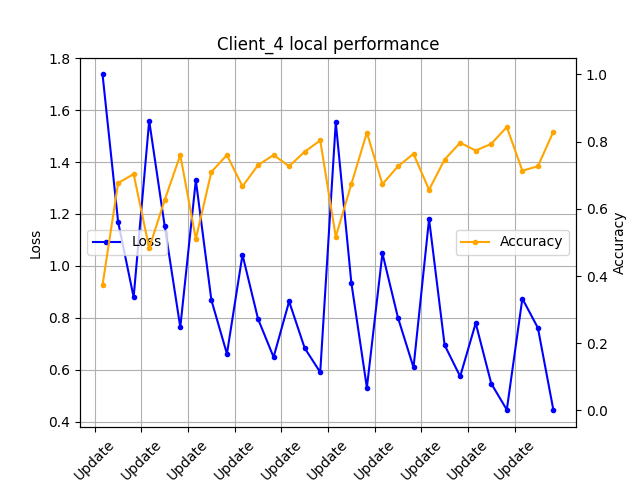 Client_4 local performance
Loss
1.8
1.6
1.4
1.2
1.0
0.8
0.6
0.4
Loss
Accuracy
1.0
0.8
0.6
0.4
0.2
0.0
Accuracy
Update
Update
Update
Update
Update
Update
Update
Update
Update
Update